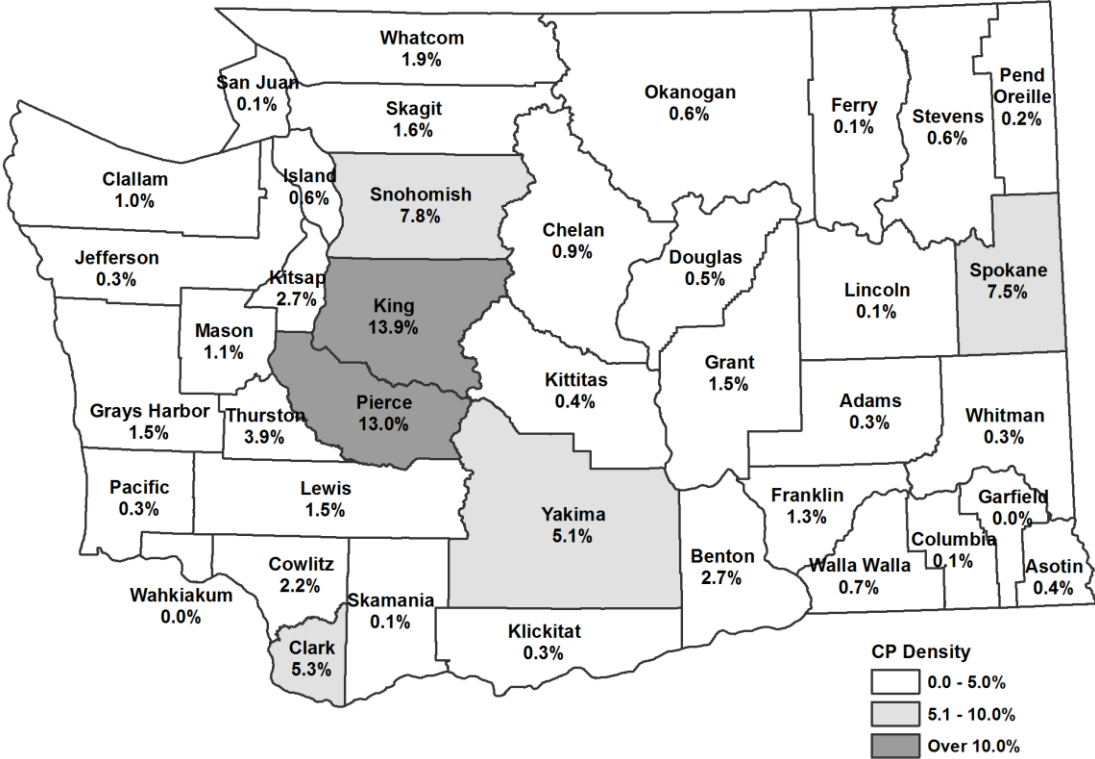 Whatcom
1.9%
San Juan
0.1%
Skagit
1.6%
Okanogan
0.6%
Ferry
0.1%
Stevens
0.6%
Pend
Oreille
0.2%
Clallam
1.0%
Island
0.6%
Snohomish
7.8%
Chelan
0.9%
Douglas
0.5%
Jefferson
0.3%
Kitsap
2.7%
King
13.9%
Lincoln
0.1%
Spokane
7.5%
Mason
1.1%
Grant
1.5%
Kittitas
0.4%
Grays Harbor
1.5%
Thurston
3.9%
Pierce
13.0%
Adams
0.3%
Whitman
0.3%
Pacific
0.3%
Lewis
1.5%
Yakima
5.1%
Franklin
1.3%
Garfield
0.0%
Columbia
0.1%
Benton
2.7%
Walla Walla
0.7%
Asotin
0.4%
Wahkiakum
0.0%
Cowlitz
2.2%
Skamania
0.1%
Klickitat
0.3%
Clark
5.3%
CP Density
0.0 - 5.0%
5.1 - 10.0%
Over 10.0%